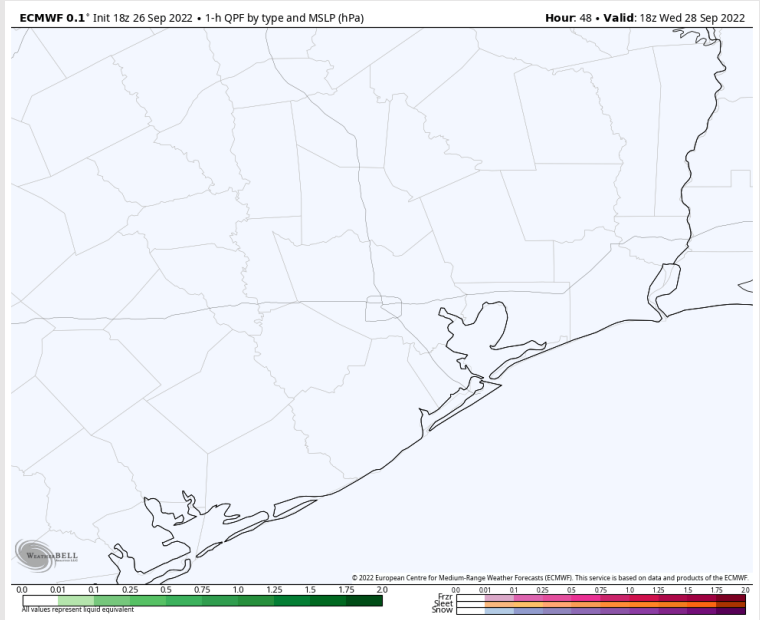 ECMWF 0.1° Init 18z 26 Sep 2022 • 1-h QPF by type and MSLP (hPa) Hour: 48 • Valid: 18z Wed 28 Sep 2022
WEATHERBELL
© 2022 European Centre for Medium-Range Weather Forecasts (ECMWF). This service is based on data and products of the ECMWF.
0.0 0.01 0.1 0.25 0.5 0.75 1.0 1.25 1.5 1.75 2.0
All values represent liquid equivalent
0.0 .001 .1 0.25 0.5 .75 1.0 1.25 1.5 1.75 2.0
Frzr
Sleet
Snow